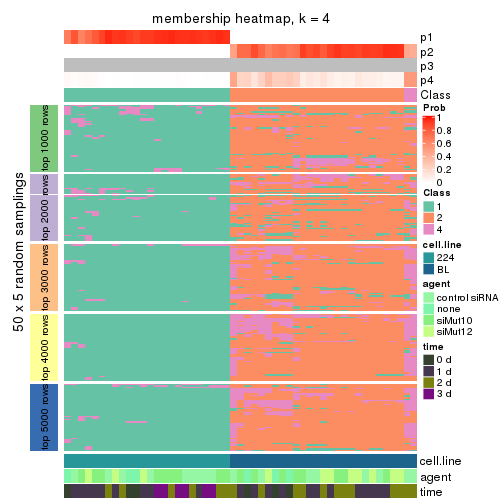 membership heatmap, k = 4
p1
p2
p3
p4
Class
50 x 5 random samplings
top 1000 rows
top 2000 rows
top 3000 rows
top 4000 rows
top 5000 rows
cell.line
agent
time
Prob
1
0.8
0.6
0.4
0.2
0
Class
1
2
4
cell.line
224
BL
agent
control siRNA
none
siMut10
siMut12
time
0 d
1 d
2 d
3 d